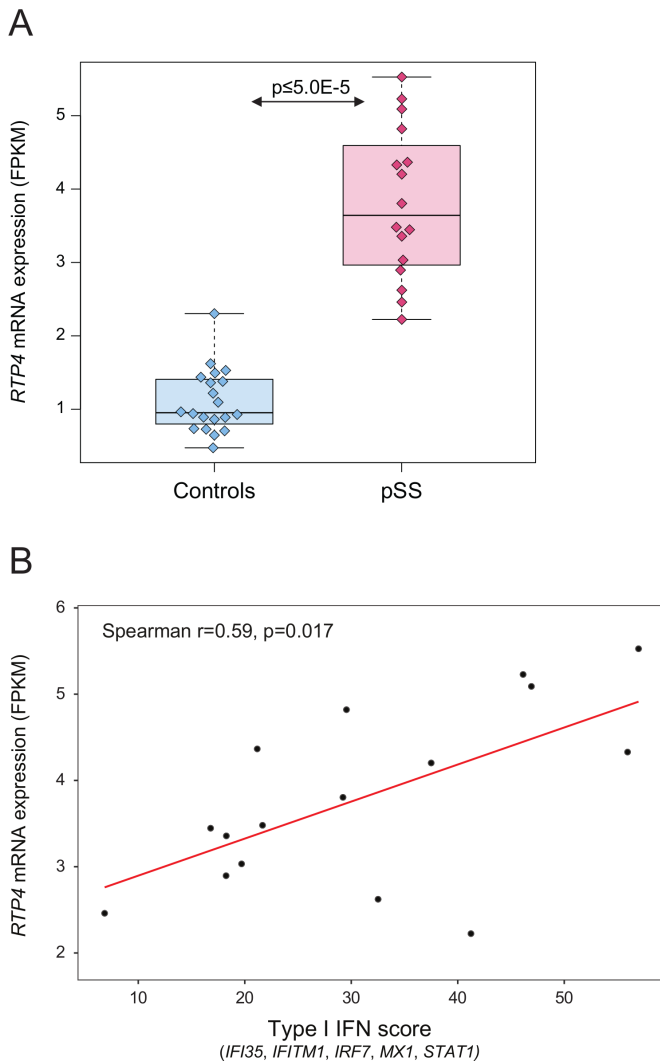 A
RTP4 mRNA expression (FPKM)
5
4
3
2
1
p≤5.0E-5
Controls
pSS
B
RTP4 mRNA expression (FPKM)
6
5
4
3
2
Spearman r=0.59, p=0.017
10
20
30
40
50
Type I IFN score
(IFI35, IFITM1, IRF7, MX1, STAT1)